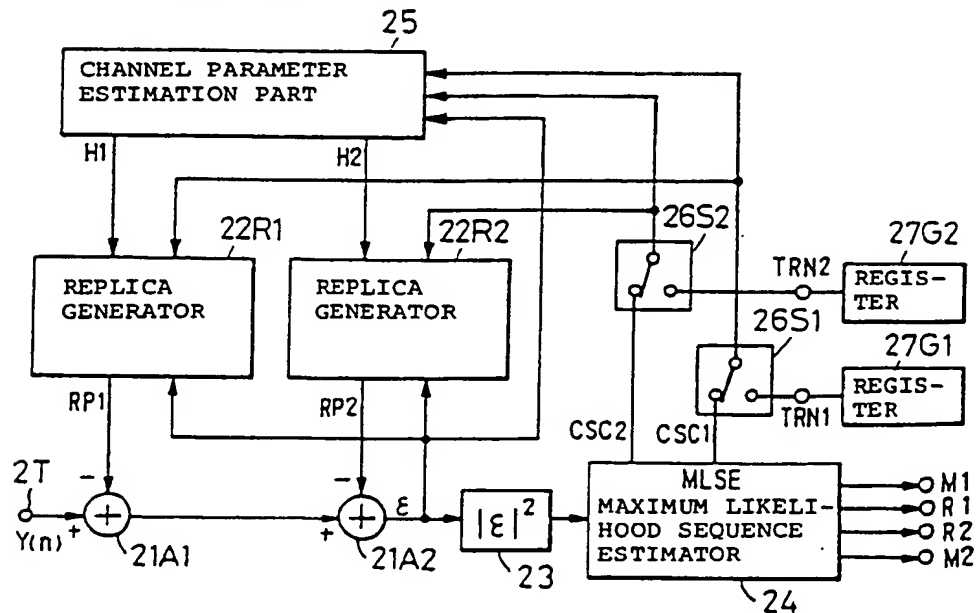 25
CHANNEL PARAMETER
ESTIMATION PART
H1
H2
22R1
22R2
26S2
27G2
REPLICA
GENERATOR
REPLICA
GENERATOR
TRN2
REGIS-
TER
26S1
27G1
REGIS-
TER
TRN1
RP1
RP2
CSC2
CSC1
2T
Y(n)
+
-
+
21A1
-
+
+
21A2
ε
|ε|²
23
MLSE
MAXIMUM LIKELI-
HOOD SEQUENCE
ESTIMATOR
24
M1
R1
R2
M2